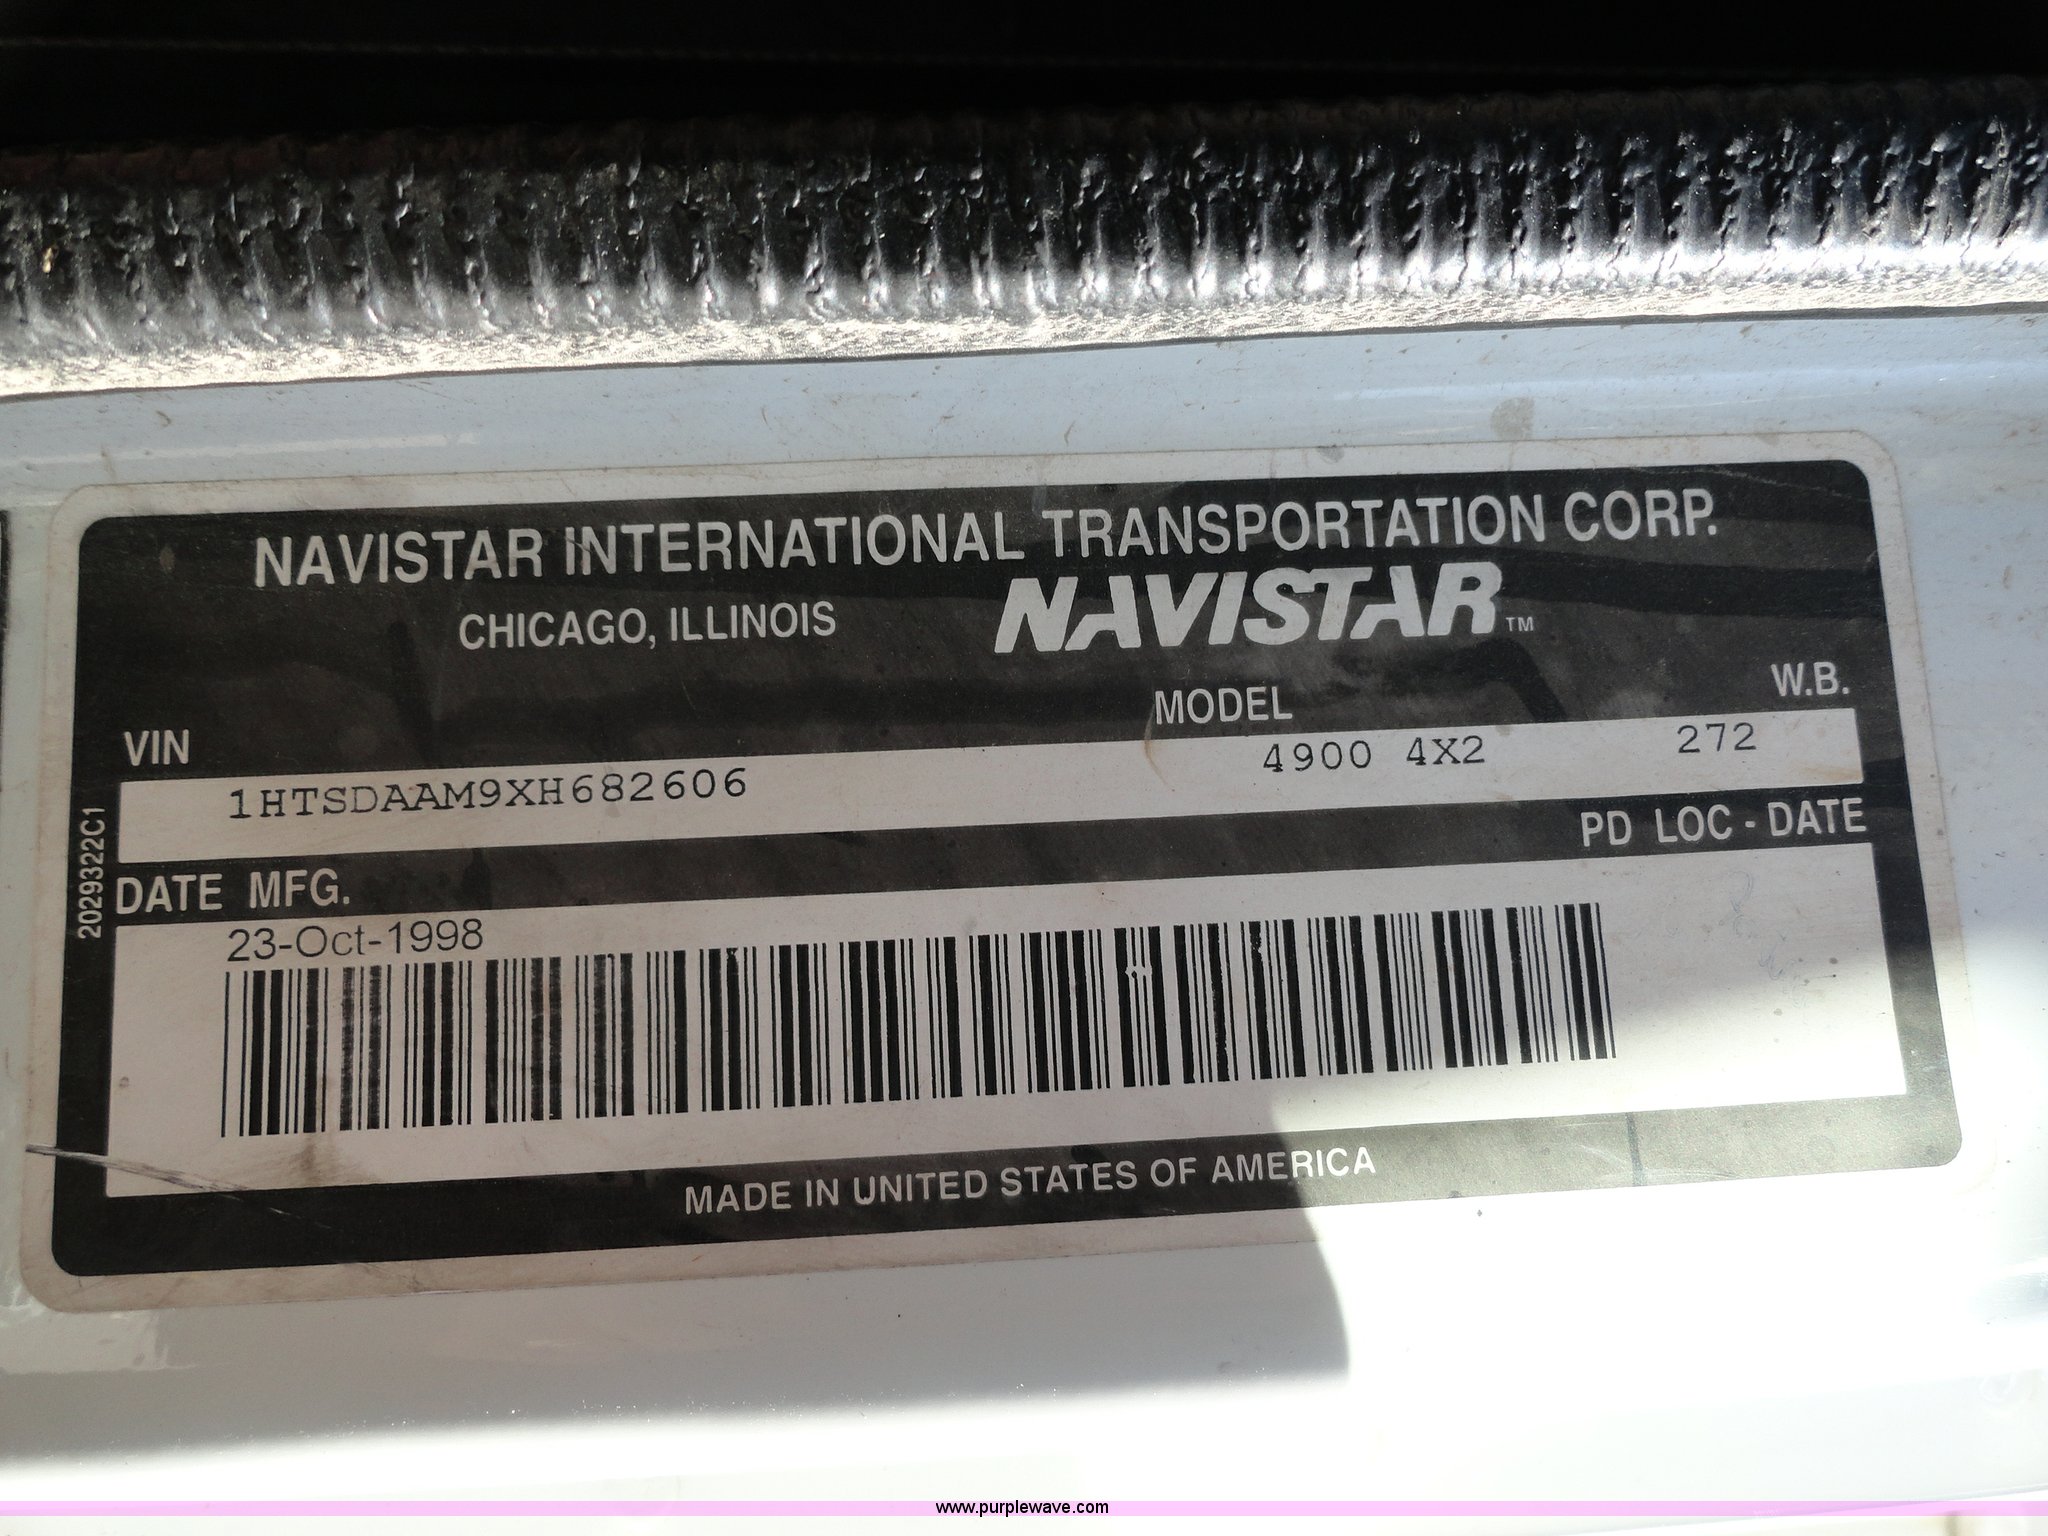 NAVISTAR INTERNATIONAL TRANSPORTATION CORP.
CHICAGO, ILLINOIS NAVISTAR™
VIN MODEL W.B.
1HTSDAAM9XH682606 4900 4X2 272
DATE MFG. PD LOC - DATE
23-Oct-1998
2029322C1
MADE IN UNITED STATES OF AMERICA
www.purplewave.com